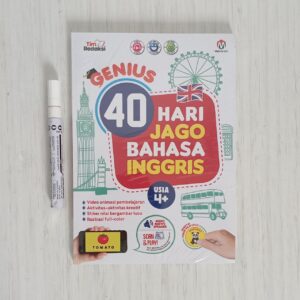 Tim
Redaksi
GENIUS
40
HARI
JAGO
BAHASA
INGGRIS
USIA
4+
• Video animasi pembelajaran
• Aktivitas-aktivitas kreatif
• Stiker nilai bergambar lucu
• Ilustrasi full-color
SCAN
& PLAY!
TOMATO